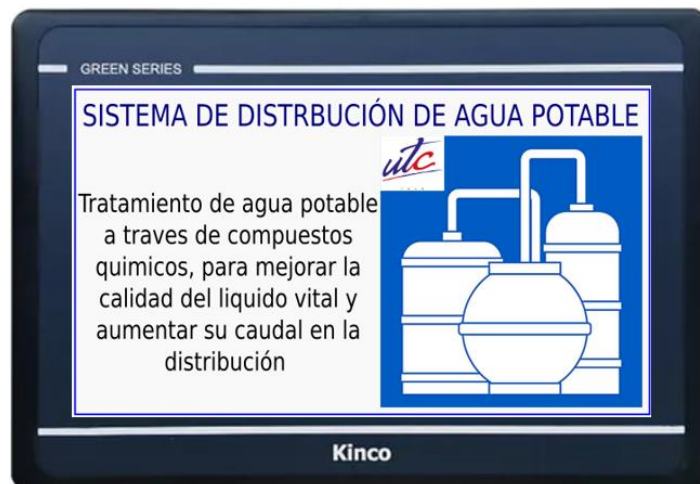 GREEN SERIES
SISTEMA DE DISTRBUCIÓN DE AGUA POTABLE
utc
Tratamiento de agua potable
a traves de compuestos
quimicos, para mejorar la
calidad del liquido vital y
aumentar su caudal en la
distribución
Kinco